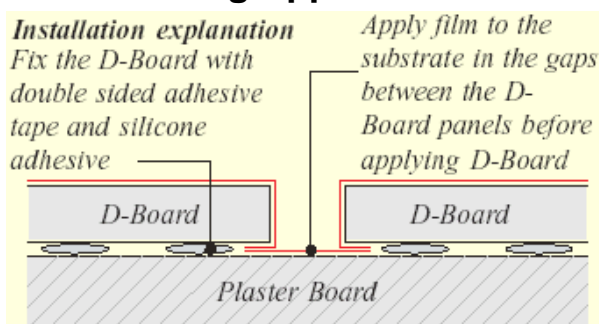 Installation explanation
Fix the D-Board with
double sided adhesive
tape and silicone
adhesive
Apply film to the
substrate in the gaps
between the D-
Board panels before
applying D-Board
D-Board
D-Board
Plaster Board